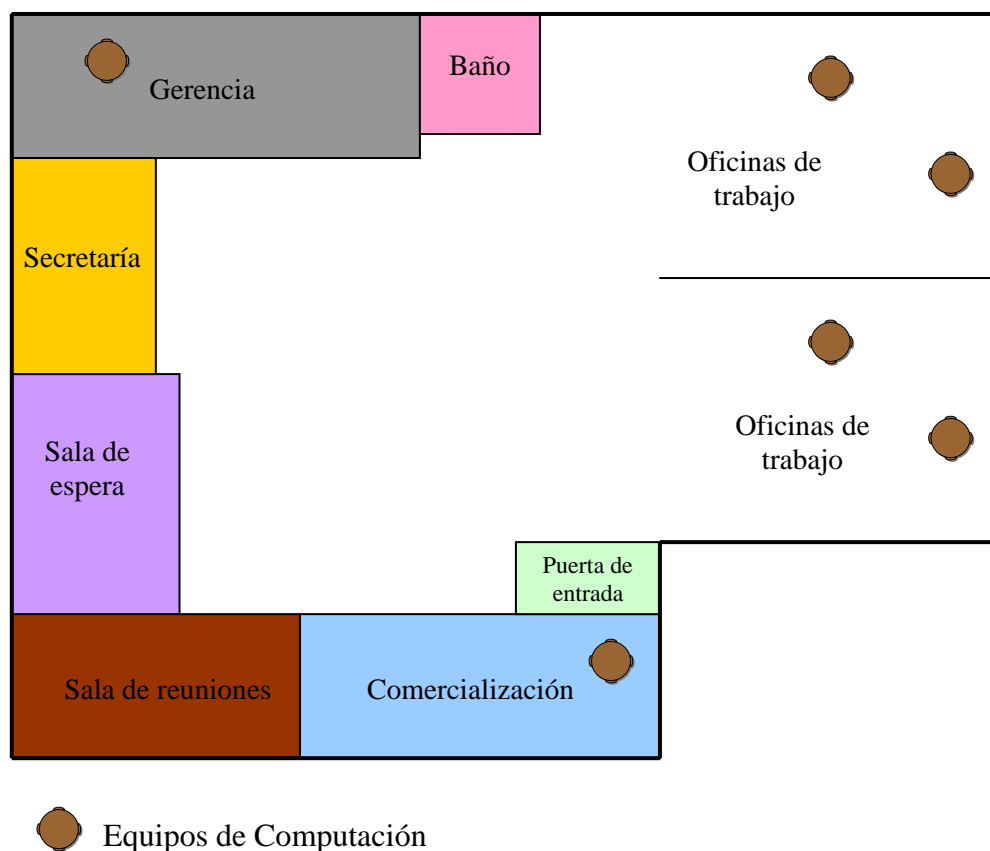 Gerencia
Baño
Oficinas de
trabajo
Secretaría
Oficinas de
trabajo
Sala de
espera
Puerta de
entrada
Sala de reuniones
Comercialización
Equipos de Computación